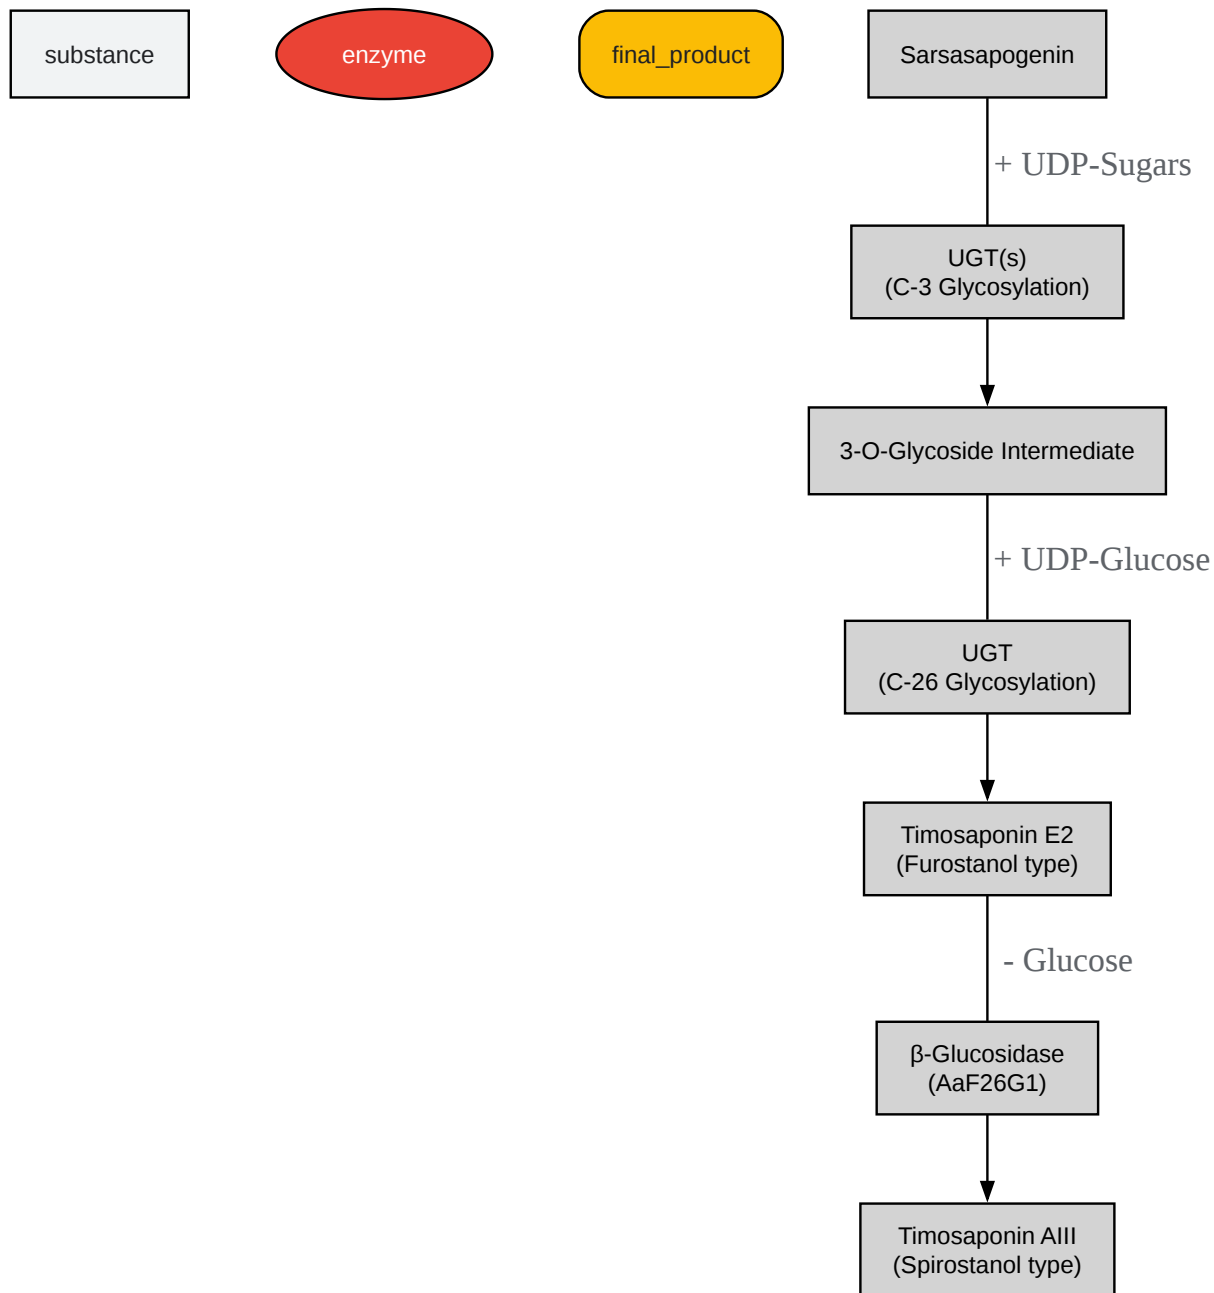 substance
enzyme
final_product
Sarsasapogenin
+ UDP-Sugars
UGT(s)
(C-3 Glycosylation)
3-O-Glycoside Intermediate
+ UDP-Glucose
UGT
(C-26 Glycosylation)
Timosaponin E2
(Furostanol type)
- Glucose
β-Glucosidase
(AaF26G1)
Timosaponin AIII
(Spirostanol type)